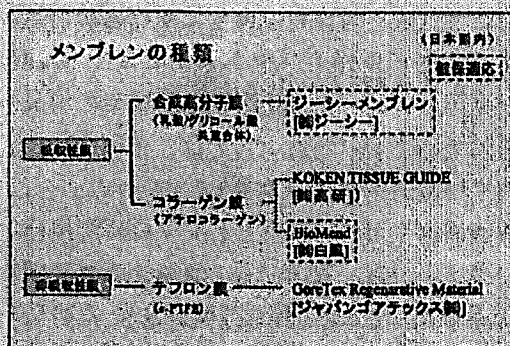 メンブレンの種類
(日本国内)
健保適応
合成高分子膜
(乳酸/グリコール酸
共重合体)
ジーシーメンブレン
[㈱ジーシー]
吸収性膜
コラーゲン膜
(アテロコラーゲン)
KOKEN TISSUE GUIDE
[㈱高研])
BioMend
[㈱白鳳]
非吸収性膜
テフロン膜
(e-PTFE)
GoreTex Regenarative Material
[ジャパンゴアテックス㈱]